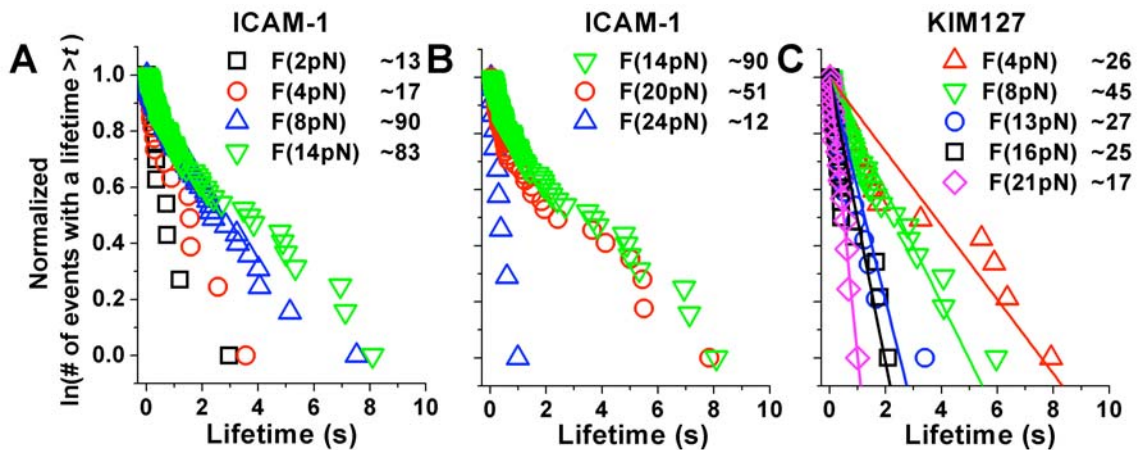 ICAM-1
ICAM-1
KIM127
A
F(2pN) ~13
F(4pN) ~17
F(8pN) ~90
F(14pN) ~83
B
F(14pN) ~90
F(20pN) ~51
F(24pN) ~12
C
F(4pN) ~26
F(8pN) ~45
F(13pN) ~27
F(16pN) ~25
F(21pN) ~17
Normalized
ln(# of events with a lifetime >t)
1.0
0.8
0.6
0.4
0.2
0.0
0 2 4 6 8 10
0 2 4 6 8 10
0 2 4 6 8 10
Lifetime (s)
Lifetime (s)
Lifetime (s)